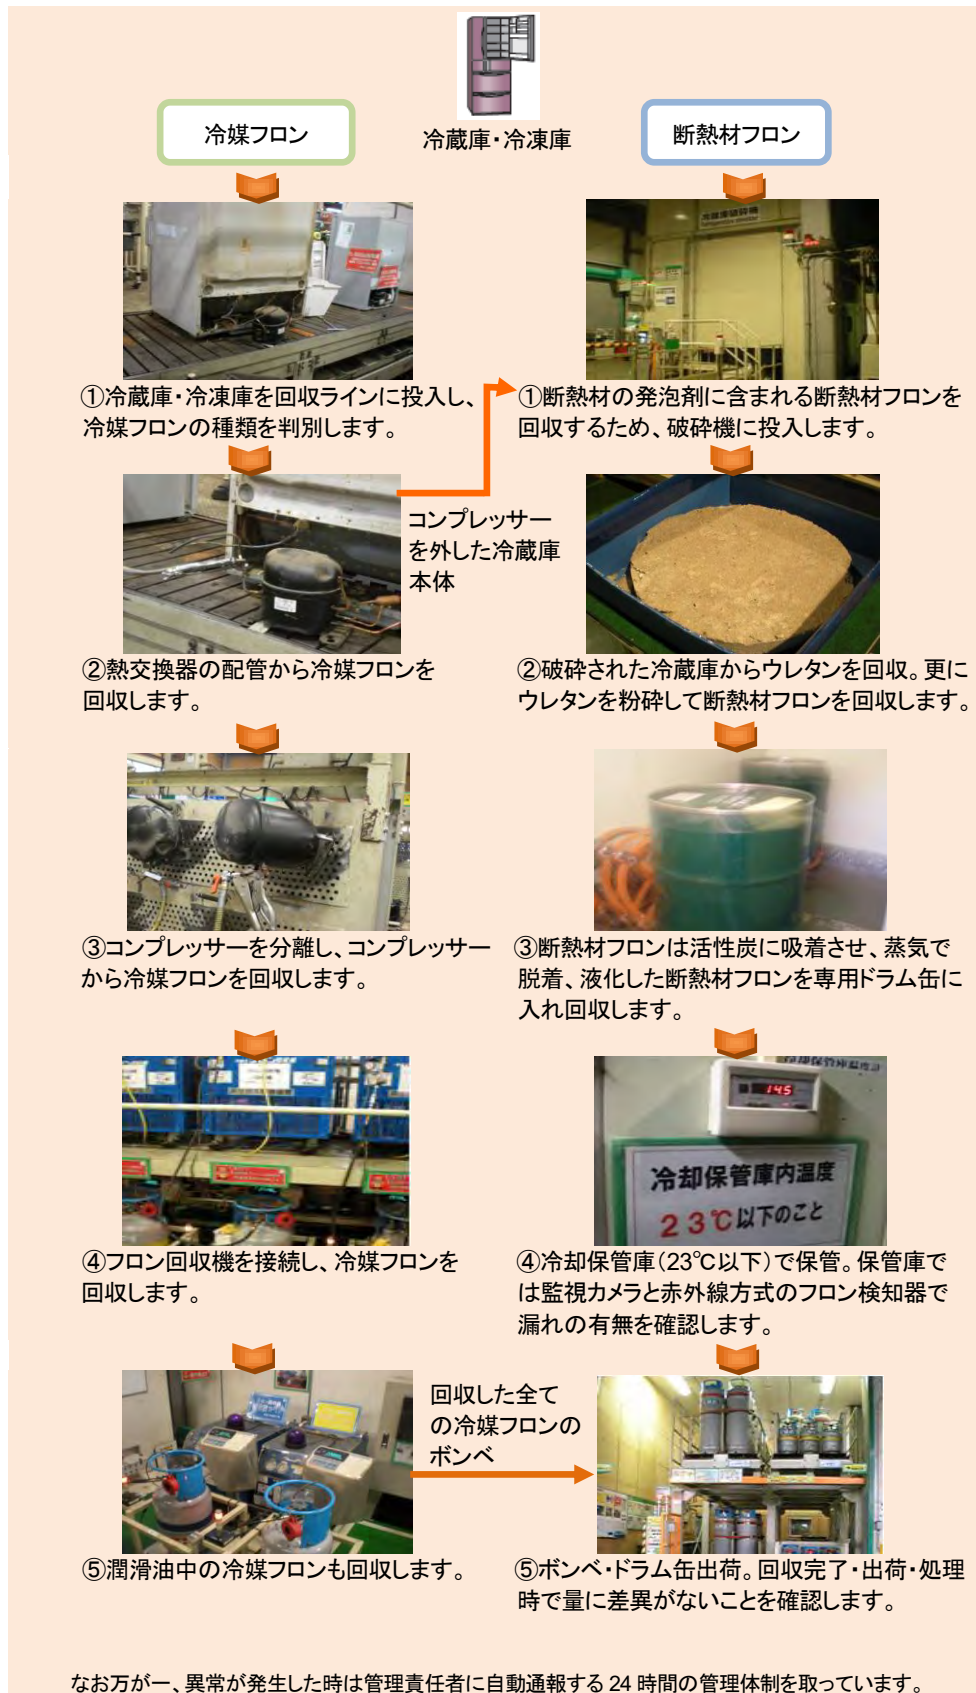 冷蔵庫・冷凍庫
冷媒フロン
①冷蔵庫・冷凍庫を回収ラインに投入し、
冷媒フロンの種類を判別します。
②熱交換器の配管から冷媒フロンを
回収します。
③コンプレッサーを分離し、コンプレッサー
から冷媒フロンを回収します。
④フロン回収機を接続し、冷媒フロンを
回収します。
⑤潤滑油中の冷媒フロンも回収します。
コンプレッサー
を外した冷蔵庫
本体
回収した全て
の冷媒フロンの
ボンベ
断熱材フロン
冷蔵庫破砕機
①断熱材の発泡剤に含まれる断熱材フロンを
回収するため、破砕機に投入します。
②破砕された冷蔵庫からウレタンを回収。更に
ウレタンを粉砕して断熱材フロンを回収します。
③断熱材フロンは活性炭に吸着させ、蒸気で
脱着、液化した断熱材フロンを専用ドラム缶に
入れ回収します。
14.5
冷却保管庫内温度
23℃以下のこと
④冷却保管庫（23℃以下）で保管。保管庫で
は監視カメラと赤外線方式のフロン検知器で
漏れの有無を確認します。
⑤ボンベ・ドラム缶出荷。回収完了・出荷・処理
時で量に差異がないことを確認します。
なお万が一、異常が発生した時は管理責任者に自動通報する 24 時間の管理体制を取っています。